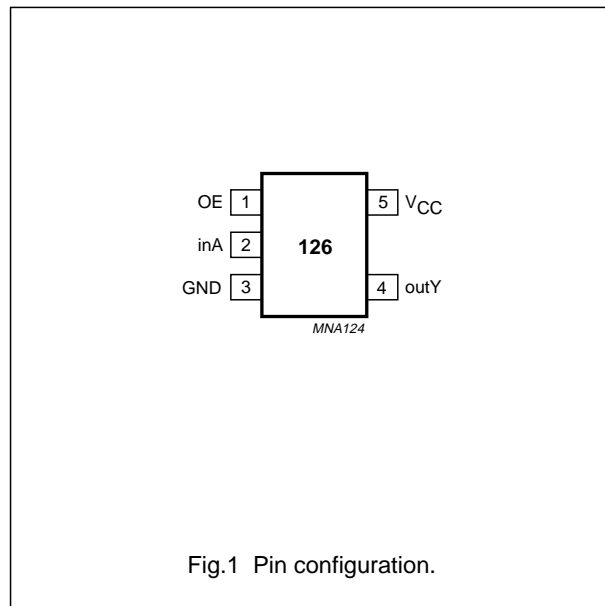 OE 1 5 VCC
inA 2 126
GND 3 4 outY
MNA124
Fig.1 Pin configuration.